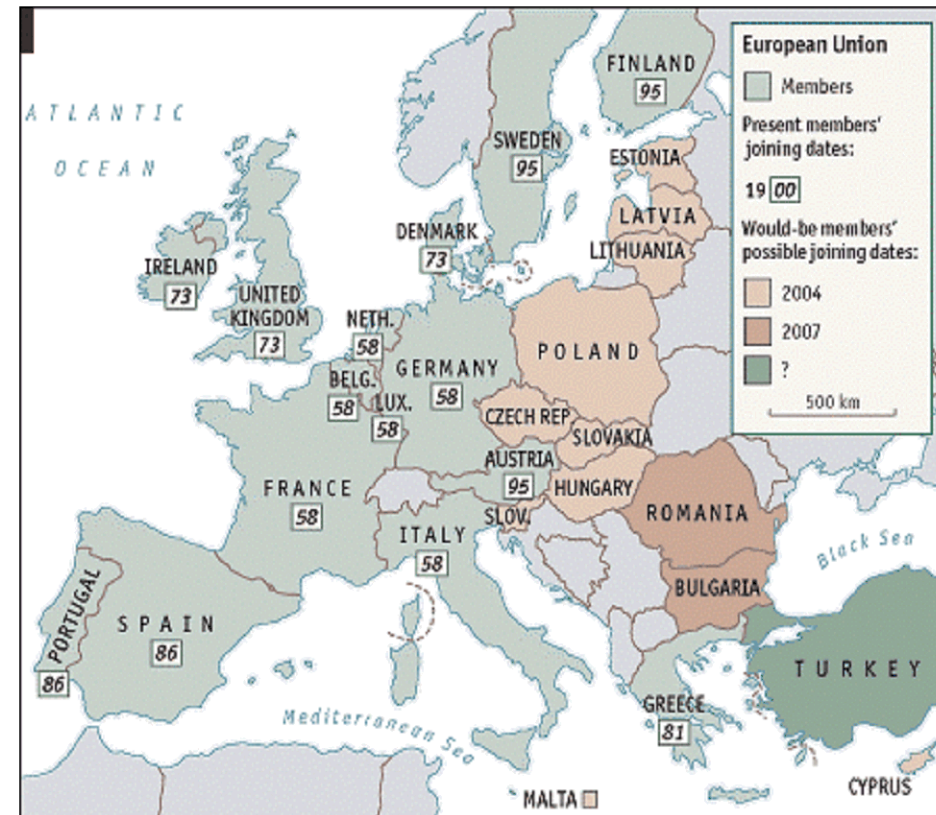 ATLANTIC
OCEAN
FINLAND
95
SWEDEN
95
ESTONIA
LATVIA
LITHUANIA
DENMARK
73
IRELAND
73
UNITED
KINGDOM
73
NETH.
58
BELG.
58
LUX.
58
GERMANY
58
POLAND
CZECH REP
SLOVAKIA
AUSTRIA
95
HUNGARY
SLOV.
FRANCE
58
ITALY
58
ROMANIA
BULGARIA
Black Sea
PORTUGAL
86
SPAIN
86
TURKEY
GREECE
81
Mediterranean Sea
MALTA
CYPRUS
European Union
Members
Present members'
joining dates:
19 00
Would-be members'
possible joining dates:
2004
2007
?
500 km